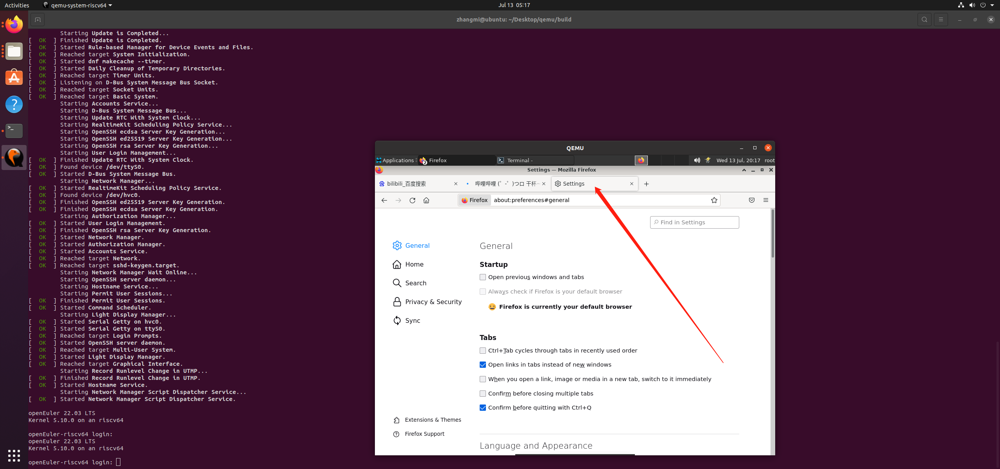 Activities
qemu-system-riscv64
Jul 13 05:17
zhangmi@ubuntu: ~/Desktop/qemu/build
Starting Update is Completed...
[ OK ] Finished Update is Completed.
[ OK ] Started Rule-based Manager for Device Events and Files.
[ OK ] Reached target System Initialization.
[ OK ] Started dnf makecache --timer.
[ OK ] Started Daily Cleanup of Temporary Directories.
[ OK ] Reached target Timer Units.
[ OK ] Listening on D-Bus System Message Bus Socket.
[ OK ] Reached target Socket Units.
[ OK ] Reached target Basic System.
Starting Accounts Service...
Starting D-Bus System Message Bus...
Starting Update RTC With System Clock...
Starting RealtimeKit Scheduling Policy Service...
Starting OpenSSH ecdsa Server Key Generation...
Starting OpenSSH ed25519 Server Key Generation...
Starting OpenSSH rsa Server Key Generation...
Starting User Login Management...
[ OK ] Finished Update RTC With System Clock.
[ OK ] Found device /dev/ttyS0.
[ OK ] Started D-Bus System Message Bus.
Starting Network Manager...
[ OK ] Started RealtimeKit Scheduling Policy Service.
[ OK ] Found device /dev/hvc0.
[ OK ] Finished OpenSSH ed25519 Server Key Generation.
[ OK ] Finished OpenSSH ecdsa Server Key Generation.
Starting Authorization Manager...
[ OK ] Started User Login Management.
[ OK ] Finished OpenSSH rsa Server Key Generation.
[ OK ] Started Network Manager.
[ OK ] Started Authorization Manager.
[ OK ] Started Accounts Service.
[ OK ] Reached target Network.
[ OK ] Reached target sshd-keygen.target.
Starting Network Manager Wait Online...
Starting OpenSSH server daemon...
Starting Hostname Service...
Starting Permit User Sessions...
[ OK ] Finished Permit User Sessions.
[ OK ] Started Command Scheduler.
Starting Light Display Manager...
[ OK ] Started Serial Getty on hvc0.
[ OK ] Started Serial Getty on ttyS0.
[ OK ] Reached target Login Prompts.
[ OK ] Started OpenSSH server daemon.
[ OK ] Reached target Multi-User System.
[ OK ] Started Light Display Manager.
[ OK ] Reached target Graphical Interface.
Starting Record Runlevel Change in UTMP...
[ OK ] Finished Record Runlevel Change in UTMP.
[ OK ] Started Hostname Service.
Starting Network Manager Script Dispatcher Service...
[ OK ] Started Network Manager Script Dispatcher Service.
openEuler 22.03 LTS
Kernel 5.10.0 on an riscv64
openEuler-riscv64 login:
openEuler 22.03 LTS
Kernel 5.10.0 on an riscv64
openEuler-riscv64 login:
QEMU
Applications
2
Firefox
Terminal -
Wed 13 Jul, 20:17
root
Settings — Mozilla Firefox
bilibili_百度搜索
哔哩哔哩 (゜-゜)つロ 干杯~
Settings
Firefox
about:preferences#general
Find in Settings
General
Home
Search
Privacy & Security
Sync
Extensions & Themes
Firefox Support
General
Startup
Open previous windows and tabs
Always check if Firefox is your default browser
Firefox is currently your default browser
Tabs
Ctrl+Tab cycles through tabs in recently used order
Open links in tabs instead of new windows
When you open a link, image or media in a new tab, switch to it immediately
Confirm before closing multiple tabs
Confirm before quitting with Ctrl+Q
Language and Appearance